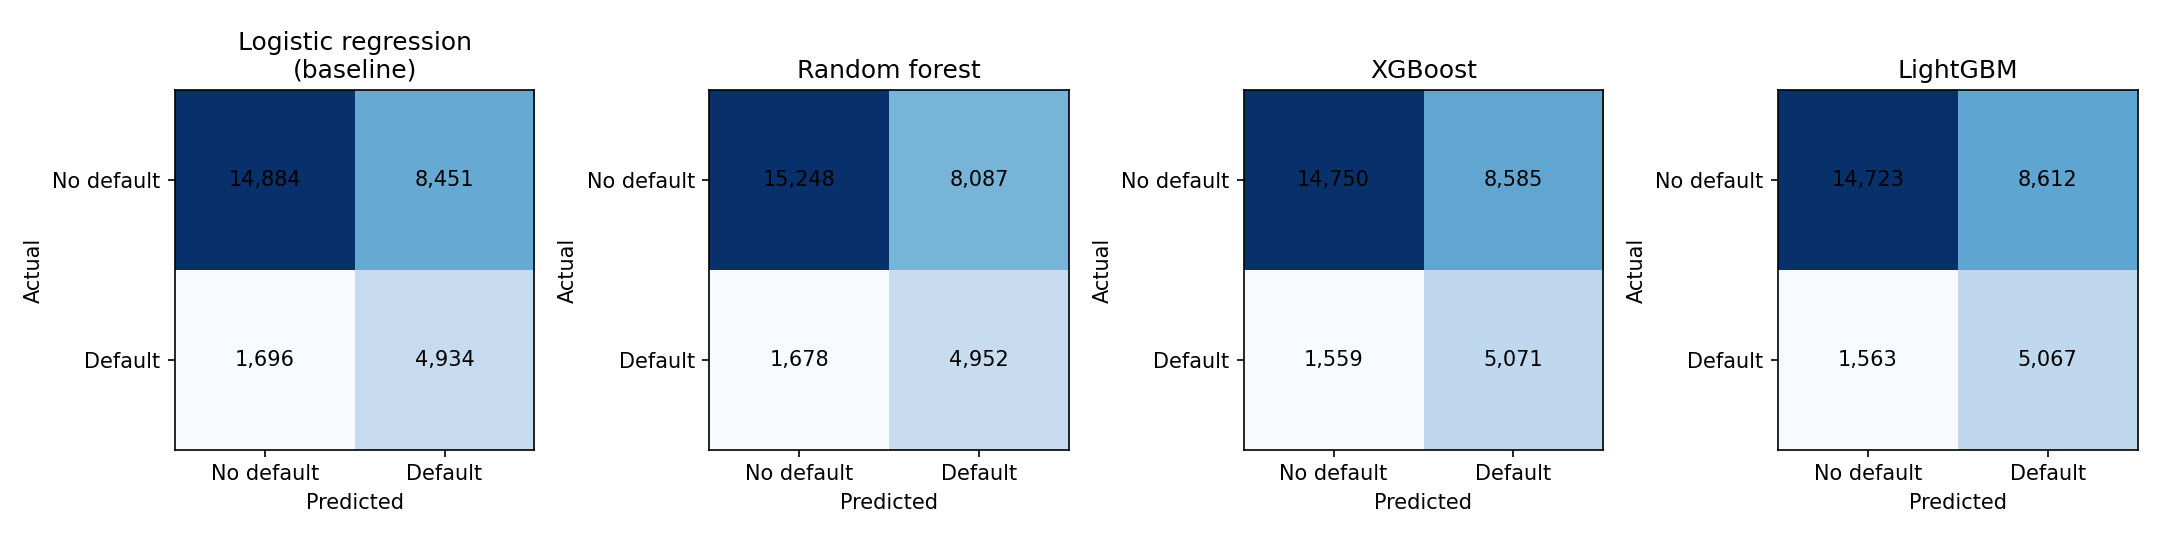 Logistic regression
(baseline)
No default
14,884
8,451
Default
1,696
4,934
Actual
No default
Default
Predicted
Random forest
No default
15,248
8,087
Default
1,678
4,952
Actual
No default
Default
Predicted
XGBoost
No default
14,750
8,585
Default
1,559
5,071
Actual
No default
Default
Predicted
LightGBM
No default
14,723
8,612
Default
1,563
5,067
Actual
No default
Default
Predicted